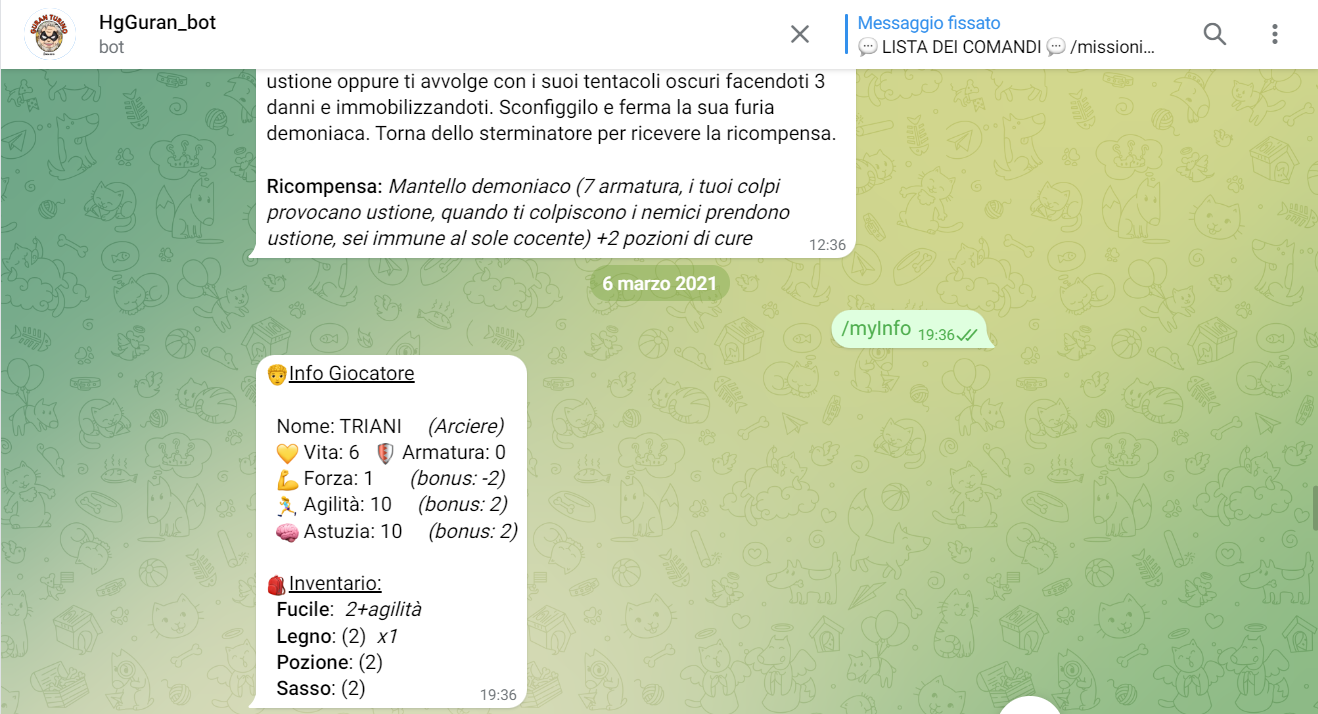 HgGuran_bot
bot
Messaggio fissato
💬 LISTA DEI COMANDI 💬 /missioni...
ustione oppure ti avvolge con i suoi tentacoli oscuri facendoti 3
danni e immobilizzandoti. Sconfiggilo e ferma la sua furia
demoniaca. Torna dello sterminatore per ricevere la ricompensa.
Ricompensa: Mantello demoniaco (7 armatura, i tuoi colpi
provocano ustione, quando ti colpiscono i nemici prendono
ustione, sei immune al sole cocente) +2 pozioni di cure
12:36
6 marzo 2021
/myInfo 19:36
Info Giocatore
Nome: TRIANI (Arciere)
💛 Vita: 6 🛡 Armatura: 0
💪 Forza: 1 (bonus: -2)
🏃 Agilità: 10 (bonus: 2)
🧠 Astuzia: 10 (bonus: 2)
🎒Inventario:
Fucile: 2+agilità
Legno: (2) x1
Pozione: (2)
Sasso: (2)
19:36